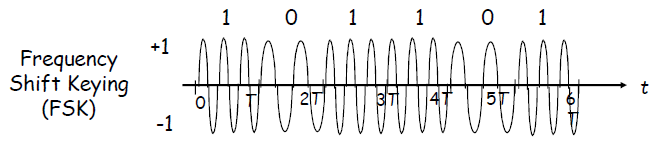 1 0 1 1 0 1
Frequency
Shift Keying
(FSK)
+1
-1
0 T 2T 3T 4T 5T 6
T
t